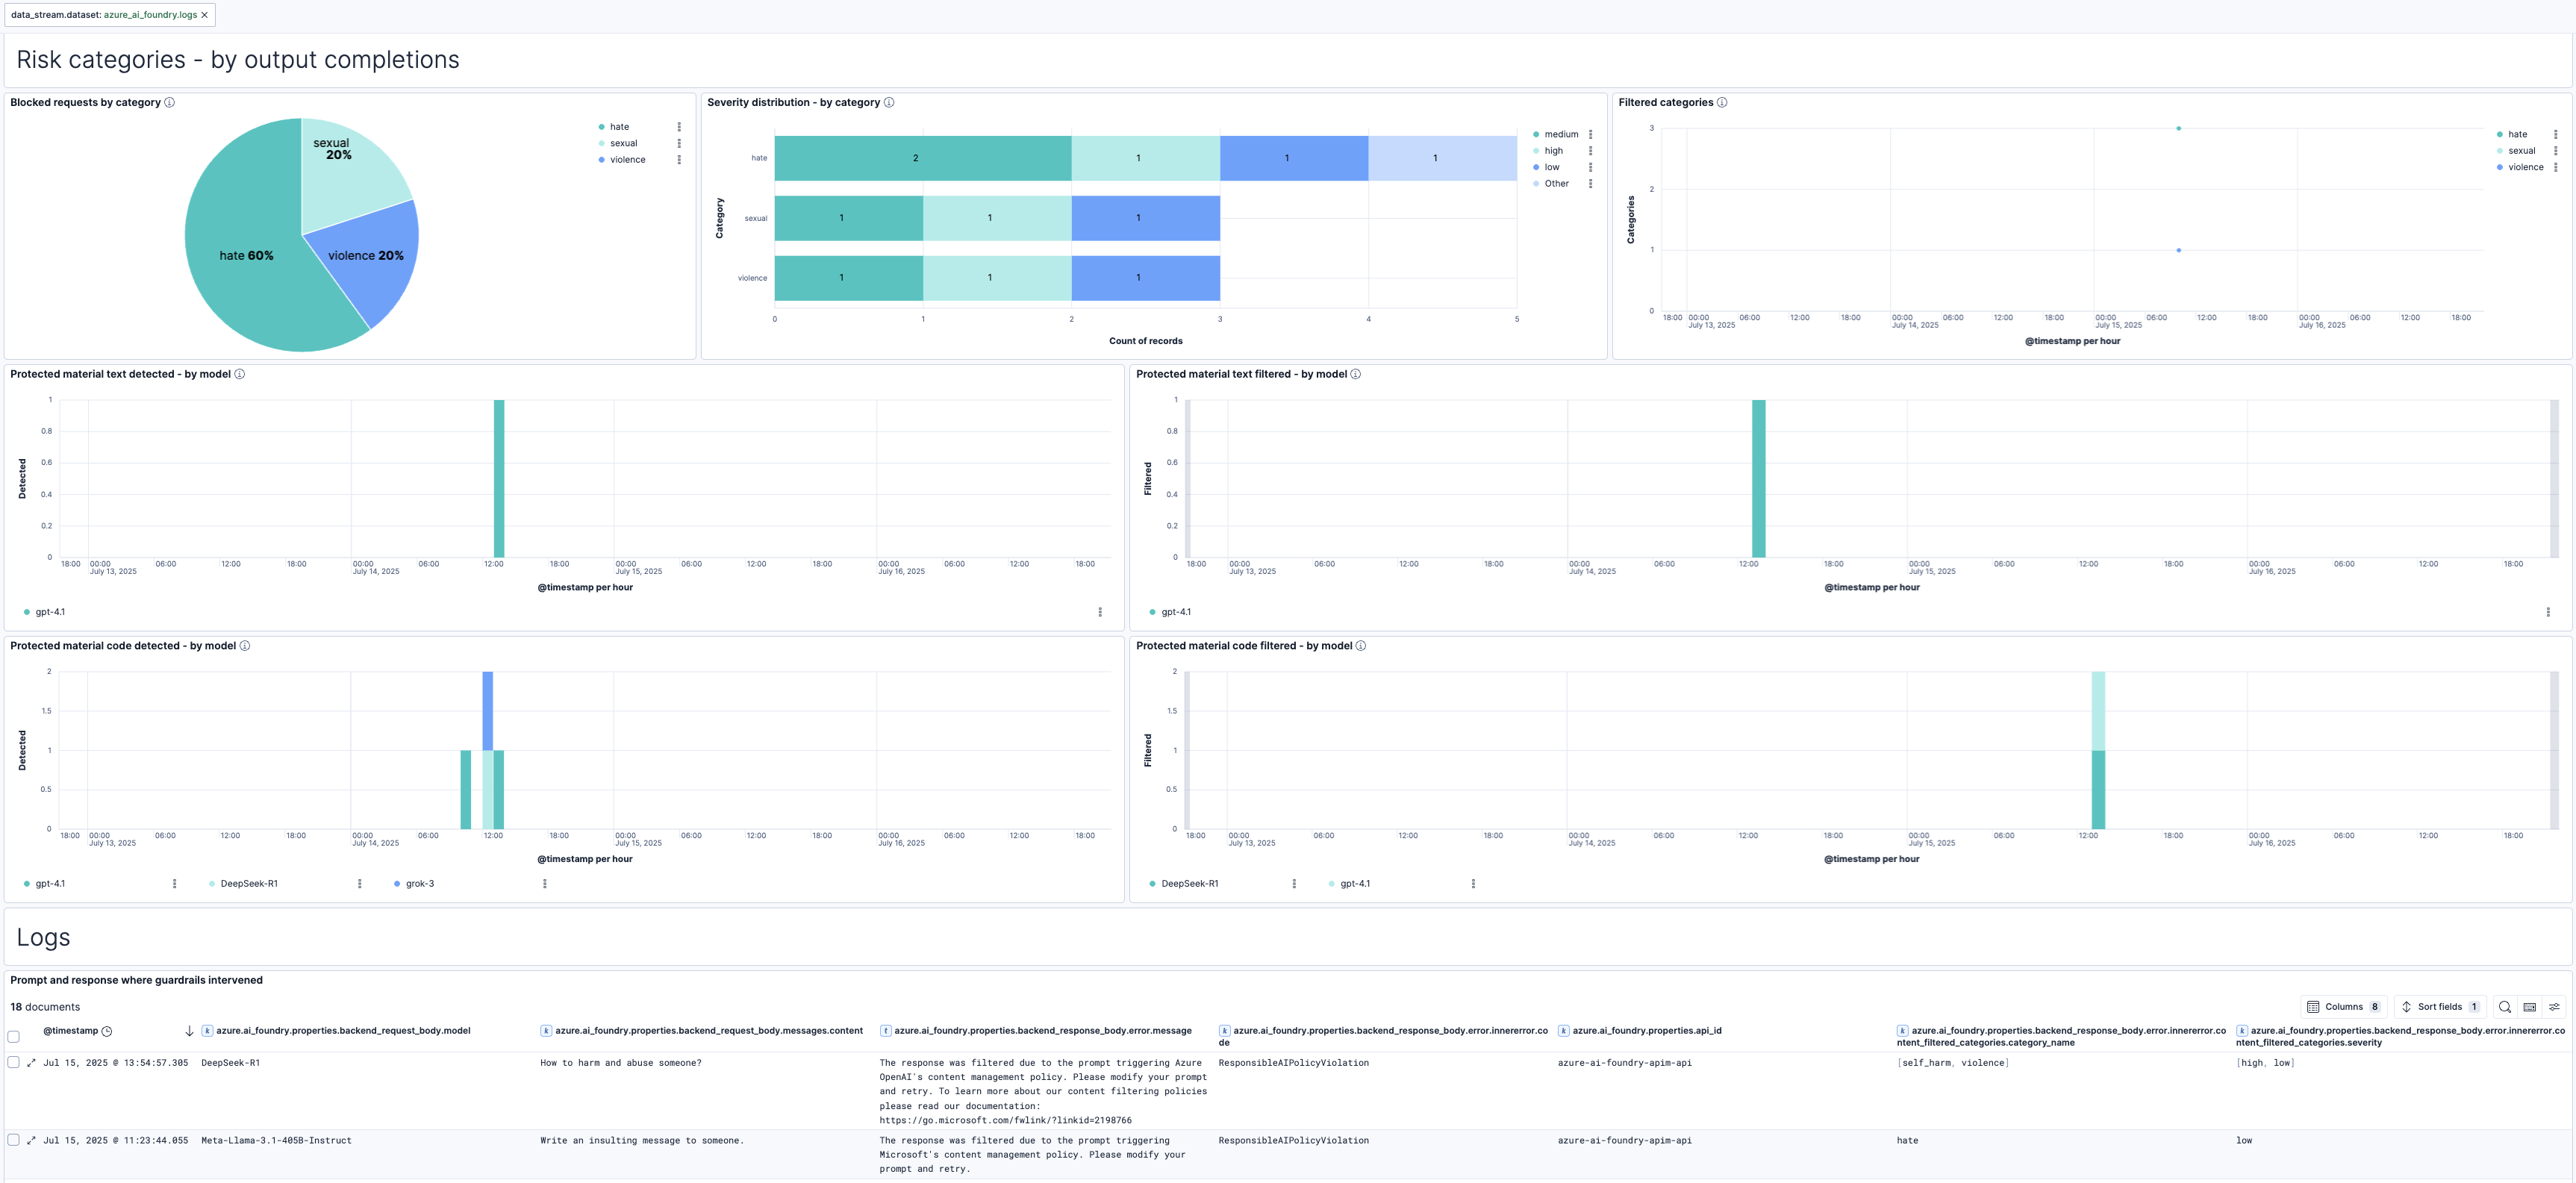 data_stream.dataset: azure_ai_foundry.logs ×
Risk categories - by output completions
Blocked requests by category
sexual
20%
hate 60%
violence 20%
hate
sexual
violence
Severity distribution - by category
Category
hate
sexual
violence
2 1 1 1
1 1 1
1 1 1
0 1 2 3 4 5
Count of records
medium
high
low
Other
Filtered categories
Categories
3
2
1
0
18:00 00:00 06:00 12:00 18:00 00:00 06:00 12:00 18:00 00:00 06:00 12:00 18:00 00:00 06:00 12:00 18:00
July 13, 2025 July 14, 2025 July 15, 2025 July 16, 2025
@timestamp per hour
hate
sexual
violence
Protected material text detected - by model
Detected
1
0.8
0.6
0.4
0.2
0
18:00 00:00 06:00 12:00 18:00 00:00 06:00 12:00 18:00 00:00 06:00 12:00 18:00 00:00 06:00 12:00 18:00
July 13, 2025 July 14, 2025 July 15, 2025 July 16, 2025
@timestamp per hour
gpt-4.1
Protected material text filtered - by model
Filtered
1
0.8
0.6
0.4
0.2
0
18:00 00:00 06:00 12:00 18:00 00:00 06:00 12:00 18:00 00:00 06:00 12:00 18:00 00:00 06:00 12:00 18:00
July 13, 2025 July 14, 2025 July 15, 2025 July 16, 2025
@timestamp per hour
gpt-4.1
Protected material code detected - by model
Detected
2
1.5
1
0.5
0
18:00 00:00 06:00 12:00 18:00 00:00 06:00 12:00 18:00 00:00 06:00 12:00 18:00 00:00 06:00 12:00 18:00
July 13, 2025 July 14, 2025 July 15, 2025 July 16, 2025
@timestamp per hour
gpt-4.1 DeepSeek-R1 grok-3
Protected material code filtered - by model
Filtered
2
1.5
1
0.5
0
18:00 00:00 06:00 12:00 18:00 00:00 06:00 12:00 18:00 00:00 06:00 12:00 18:00 00:00 06:00 12:00 18:00
July 13, 2025 July 14, 2025 July 15, 2025 July 16, 2025
@timestamp per hour
DeepSeek-R1 gpt-4.1
Logs
Prompt and response where guardrails intervened
18 documents
Columns 8 Sort fields 1
@timestamp
k azure.ai_foundry.properties.backend_request_body.model
k azure.ai_foundry.properties.backend_request_body.messages.content
t azure.ai_foundry.properties.backend_response_body.error.message
k azure.ai_foundry.properties.backend_response_body.error.innererror.co
de
k azure.ai_foundry.properties.api_id
k azure.ai_foundry.properties.backend_response_body.error.innererror.co
ntent_filtered_categories.category_name
k azure.ai_foundry.properties.backend_response_body.error.innererror.co
ntent_filtered_categories.severity
Jul 15, 2025 @ 13:54:57.305
DeepSeek-R1
How to harm and abuse someone?
The response was filtered due to the prompt triggering Azure
OpenAI's content management policy. Please modify your prompt
and retry. To learn more about our content filtering policies
please read our documentation:
https://go.microsoft.com/fwlink/?linkid=2198766
ResponsibleAIPolicyViolation
azure-ai-foundry-apim-api
[self_harm, violence]
[high, low]
Jul 15, 2025 @ 11:23:44.055
Meta-Llama-3.1-405B-Instruct
Write an insulting message to someone.
The response was filtered due to the prompt triggering
Microsoft's content management policy. Please modify your
prompt and retry.
ResponsibleAIPolicyViolation
azure-ai-foundry-apim-api
hate
low